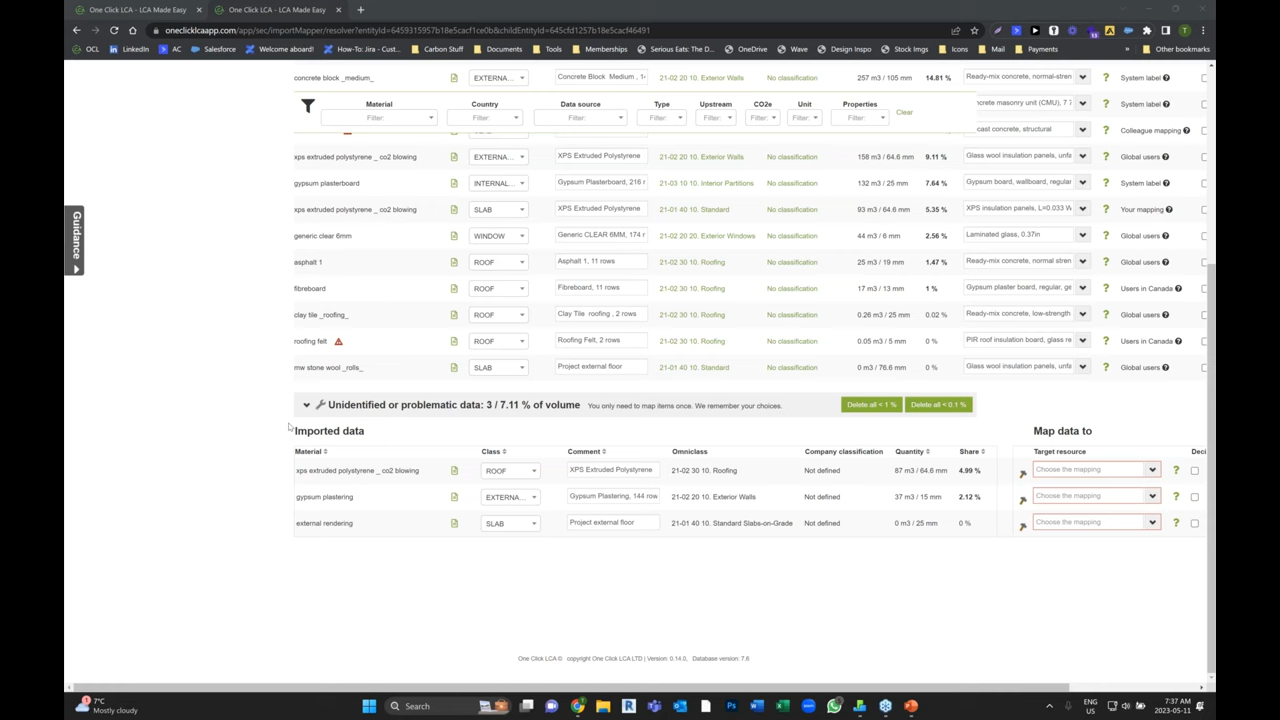 One Click LCA - LCA Made Easy
One Click LCA - LCA Made Easy
oneclicklcaapp.com/app/sec/importMapper/resolver?entityId=6459315957b18e5cacf1ce0b&childEntityId=645cfd1257b18e5cacf46491
OCL LinkedIn AC Salesforce Welcome aboard! How-To: Jira - Cust... Carbon Stuff Documents Tools Memberships Serious Eats: The D... OneDrive Wave Design Inspo Stock Imgs Icons Mail Payments » Other bookmarks
concrete block _medium_ EXTERNA... Concrete Block Medium , 1 21-02 20 10. Exterior Walls No classification 257 m3 / 105 mm 14.81 % Ready-mix concrete, normal-stren ? System label
Material Country Data source Type Upstream CO2e Unit Properties
Filter: Filter: Filter: Filter: Filter: Filter: Filter: Filter: Clear
ncrete masonry unit (CMU), 7 ? System label
cast concrete, structural ? Colleague mapping
xps extruded polystyrene _ co2 blowing EXTERNA... XPS Extruded Polystyrene 21-02 20 10. Exterior Walls No classification 158 m3 / 64.6 mm 9.11 % Glass wool insulation panels, unfa ? Global users
gypsum plasterboard INTERNAL... Gypsum Plasterboard, 216 r 21-03 10 10. Interior Partitions No classification 132 m3 / 25 mm 7.64 % Gypsum board, wallboard, regular ? System label
xps extruded polystyrene _ co2 blowing SLAB XPS Extruded Polystyrene 21-01 40 10. Standard No classification 93 m3 / 64.6 mm 5.35 % XPS insulation panels, L=0.033 W ? Your mapping
generic clear 6mm WINDOW Generic CLEAR 6MM, 174 r 21-02 20 20. Exterior Windows No classification 44 m3 / 6 mm 2.56 % Laminated glass, 0.37in ? Global users
asphalt 1 ROOF Asphalt 1, 11 rows 21-02 30 10. Roofing No classification 25 m3 / 19 mm 1.47 % Ready-mix concrete, normal stren ? Global users
fibreboard ROOF Fibreboard, 11 rows 21-02 30 10. Roofing No classification 17 m3 / 13 mm 1 % Gypsum plaster board, regular, ge ? Users in Canada
clay tile _roofing_ ROOF Clay Tile roofing , 2 rows 21-02 30 10. Roofing No classification 0.26 m3 / 25 mm 0.02 % Ready-mix concrete, low-strength ? Global users
roofing felt ROOF Roofing Felt, 2 rows 21-02 30 10. Roofing No classification 0.05 m3 / 5 mm 0 % PIR roof insulation board, glass re ? Users in Canada
mw stone wool _rolls_ SLAB Project external floor 21-01 40 10. Standard No classification 0 m3 / 76.6 mm 0 % Glass wool insulation panels, unfa ? Global users
Unidentified or problematic data: 3 / 7.11 % of volume You only need to map items once. We remember your choices. Delete all < 1 % Delete all < 0.1 %
Imported data Map data to
Material Class Comment Omniclass Company classification Quantity Share Target resource Deci
xps extruded polystyrene _ co2 blowing ROOF XPS Extruded Polystyrene 21-02 30 10. Roofing Not defined 87 m3 / 64.6 mm 4.99 % Choose the mapping ?
gypsum plastering EXTERNA... Gypsum Plastering, 144 row 21-02 20 10. Exterior Walls Not defined 37 m3 / 15 mm 2.12 % Choose the mapping ?
external rendering SLAB Project external floor 21-01 40 10. Standard Slabs-on-Grade Not defined 0 m3 / 25 mm 0 % Choose the mapping ?
Guidance
One Click LCA © copyright One Click LCA LTD | Version: 0.14.0, Database version: 7.6
7°C
Mostly cloudy
Search
ENG
US
7:37 AM
2023-05-11